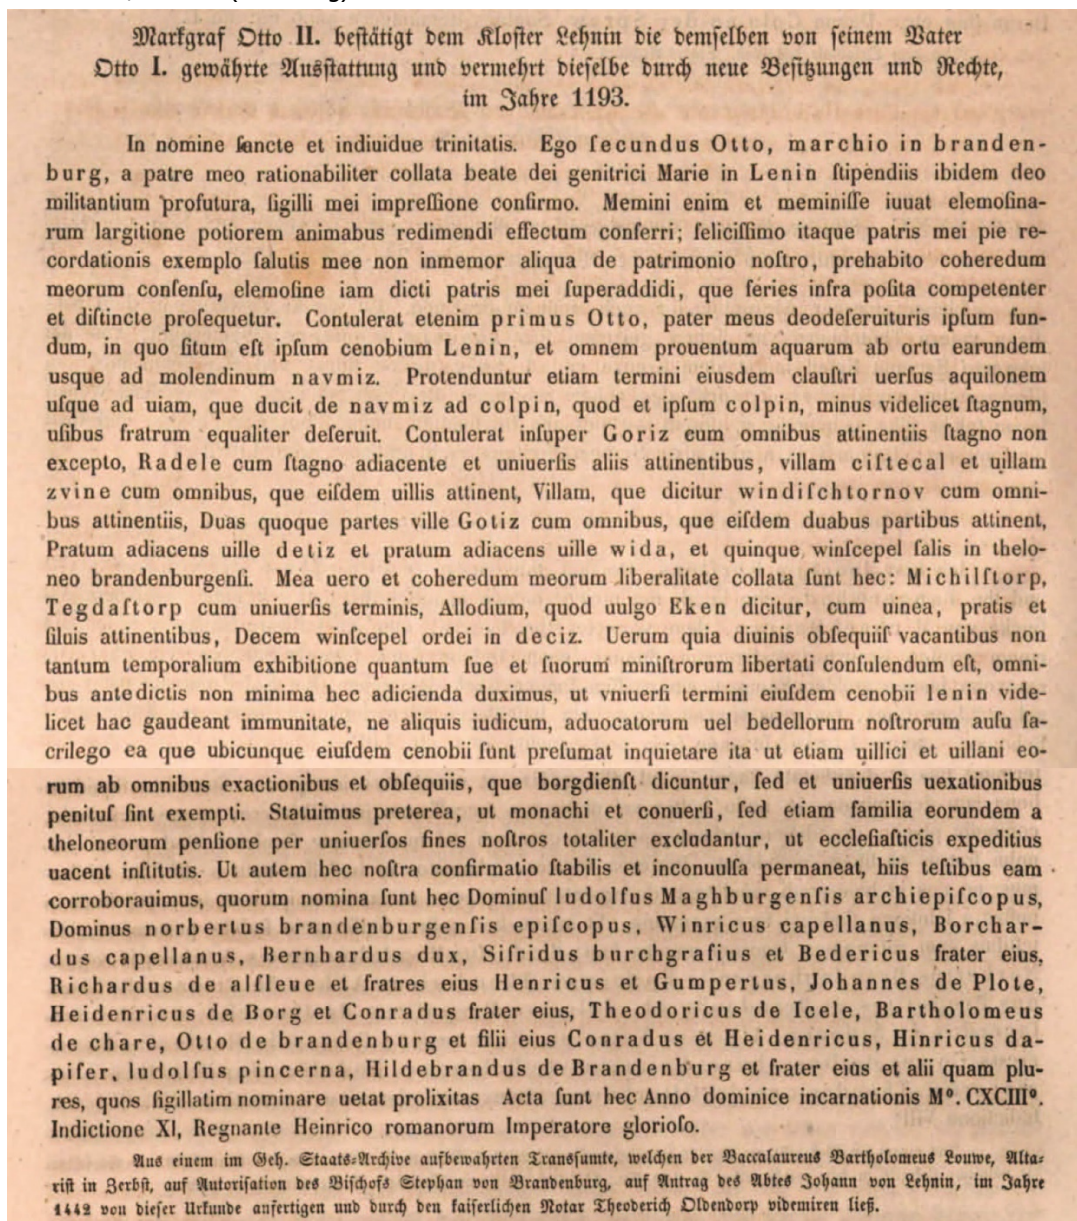 Markgraf Otto II. bestätigt dem Kloster Lehnin die demselben von seinem Vater
Otto I. gewährte Ausstattung und vermehrt dieselbe durch neue Besitzungen und Rechte,
im Jahre 1193.
In nomine ſancte et indiuidue trinitatis. Ego ſecundus Otto, marchio in branden-
burg, a patre meo rationabiliter collata beate dei genitrici Marie in Lenin ſtipendiis ibidem deo
militantium profutura, ſigilli mei impreſſione confirmo. Memini enim et meminiſſe iuuat elemoſina-
rum largitione potiorem animabus redimendi effectum conferri; feliciſſimo itaque patris mei pie re-
cordationis exemplo ſalutis mee non inmemor aliqua de patrimonio noſtro, prehabito coheredum
meorum conſenſu, elemoſine iam dicti patris mei ſuperaddidi, que ſeries infra poſita competenter
et diſtincte proſequetur. Contulerat etenim primus Otto, pater meus deodeſeruituris ipſum fun-
dum, in quo ſitum eſt ipſum cenobium Lenin, et omnem prouentum aquarum ab ortu earundem
usque ad molendinum navmiz. Protenduntur etiam termini eiusdem clauſtri uerſus aquilonem
uſque ad uiam, que ducit de navmiz ad colpin, quod et ipſum colpin, minus videlicet ſtagnum,
uſibus fratrum equaliter deſeruit. Contulerat inſuper Goriz cum omnibus attinentiis ſtagno non
excepto, Radele cum ſtagno adiacente et uniuerſis aliis attinentibus, villam ciſtecal et uillam
zvine cum omnibus, que eiſdem uillis attinent, Villam, que dicitur windiſchtornov cum omni-
bus attinentiis, Duas quoque partes ville Gotiz cum omnibus, que eiſdem duabus partibus attinent,
Pratum adiacens uille detiz et pratum adiacens uille wida, et quinque winſcepel ſalis in thelo-
neo brandenburgenſi. Mea uero et coheredum meorum liberalitate collata ſunt hec: Michilſtorp,
Tegdaſtorp cum uniuerſis terminis, Allodium, quod uulgo Eken dicitur, cum uinea, pratis et
ſiluis attinentibus, Decem winſcepel ordei in deciz. Uerum quia diuinis obſequiiſ vacantibus non
tantum temporalium exhibitione quantum ſue et ſuorum miniſtrorum libertati conſulendum eſt, omni-
bus antedictis non minima hec adicienda duximus, ut vniuerſi termini eiuſdem cenobii lenin vide-
licet hac gaudeant immunitate, ne aliquis iudicum, aduocatorum uel bedellorum noſtrorum auſu ſa-
crilego ea que ubicunque eiuſdem cenobii ſunt preſumat inquietare ita ut etiam uillici et uillani eo-
rum ab omnibus exactionibus et obſequiis, que borgdienſt dicuntur, ſed et uniuerſis uexationibus
penituſ ſint exempti. Statuimus preterea, ut monachi et conuerſi, ſed etiam familia eorundem a
theloneorum penſione per uniuerſos fines noſtros totaliter excludantur, ut eccleſiaſticis expeditius
uacent inſtitutis. Ut autem hec noſtra confirmatio ſtabilis et inconuulſa permaneat, hiis teſtibus eam
corroborauimus, quorum nomina ſunt hec Dominuſ ludolfus Maghburgenſis archiepiſcopus,
Dominus norbertus brandenburgenſis epiſcopus, Winricus capellanus, Borchar-
dus capellanus, Bernhardus dux, Sifridus burchgrafius et Bedericus frater eius,
Richardus de alſleue et fratres eius Henricus et Gumpertus, Johannes de Plote,
Heidenricus de Borg et Conradus frater eius, Theodoricus de Icele, Bartholomeus
de chare, Otto de brandenburg et filii eius Conradus et Heidenricus, Hinricus da-
pifer, ludolfus pincerna, Hildebrandus de Brandenburg et frater eius et alii quam plu-
res, quos ſigillatim nominare uetat prolixitas Acta ſunt hec Anno dominice incarnationis Mº. CXCIIIº.
Indictione XI, Regnante Heinrico romanorum Imperatore glorioſo.
Aus einem im Geh. Staats-Archive aufbewahrten Transsumte, welchen der Baccalaureus Bartholomeus Louwe, Alta-
rist in Zerbst, auf Autorisation des Bischofs Stephan von Brandenburg, auf Antrag des Abtes Johann von Lehnin, im Jahre
1442 von dieser Urkunde anfertigen und durch den kaiserlichen Notar Theoderich Oldendorp vidimiren ließ.